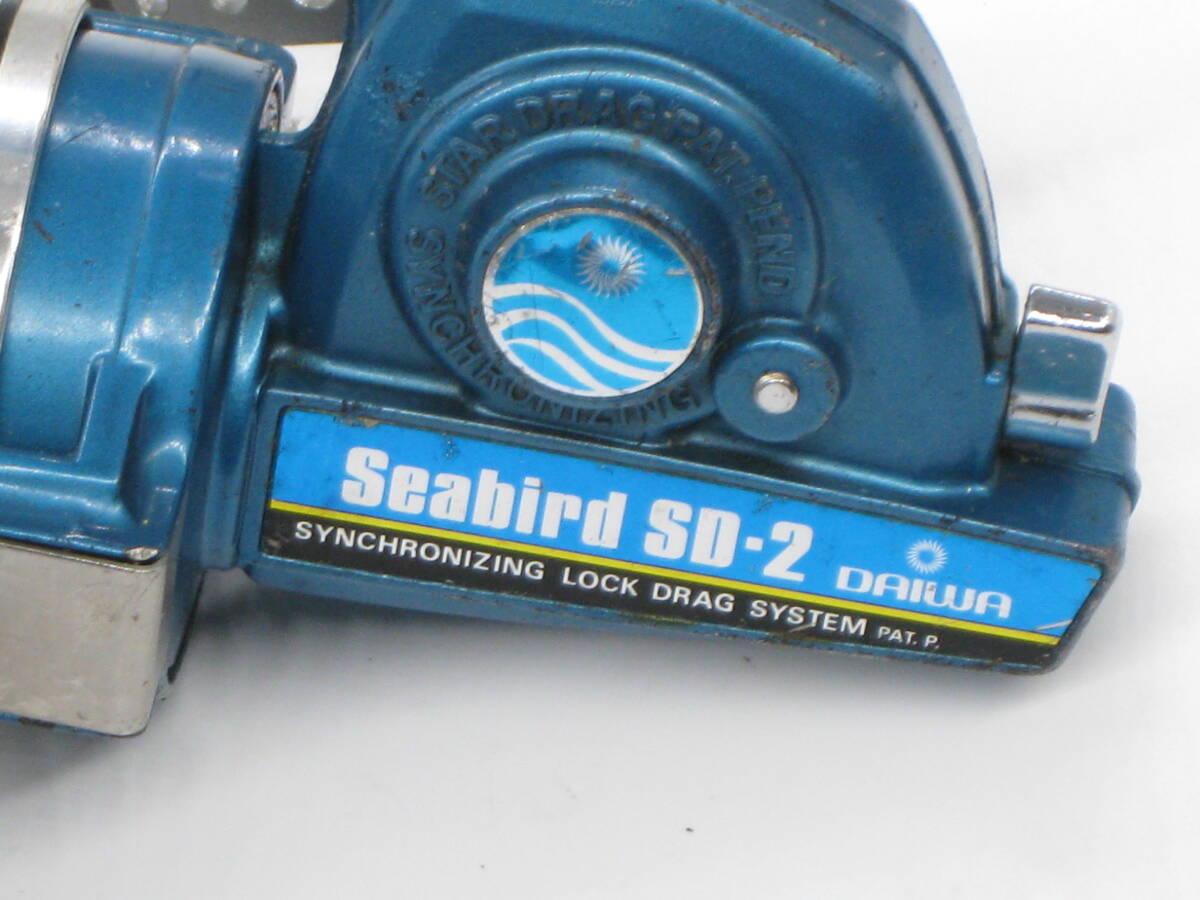 SYNCHRONIZING STAR DRAG PAT. PEND
Seabird SD-2
DAIWA
SYNCHRONIZING LOCK DRAG SYSTEM PAT. P.